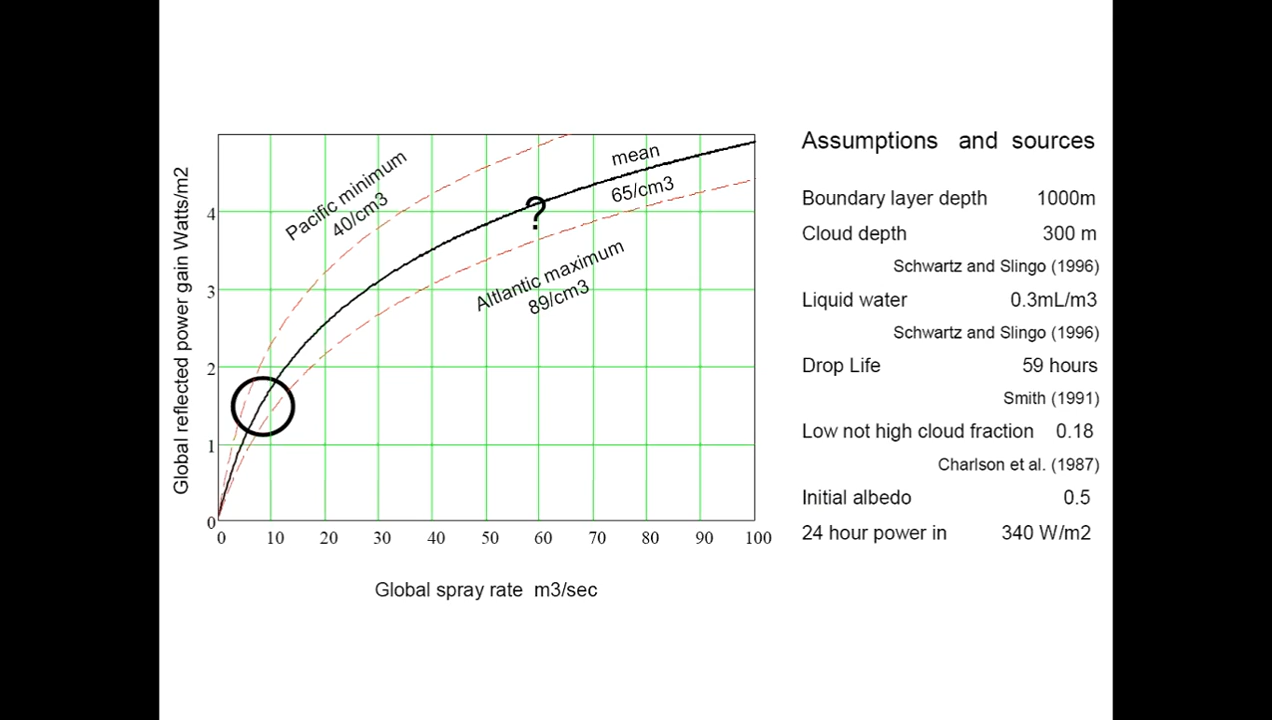 Global reflected power gain Watts/m2
4
3
2
1
0
0 10 20 30 40 50 60 70 80 90 100
Global spray rate m3/sec
Pacific minimum
40/cm3
mean
65/cm3
?
Altlantic maximum
89/cm3
Assumptions and sources
Boundary layer depth 1000m
Cloud depth 300 m
Schwartz and Slingo (1996)
Liquid water 0.3mL/m3
Schwartz and Slingo (1996)
Drop Life 59 hours
Smith (1991)
Low not high cloud fraction 0.18
Charlson et al. (1987)
Initial albedo 0.5
24 hour power in 340 W/m2